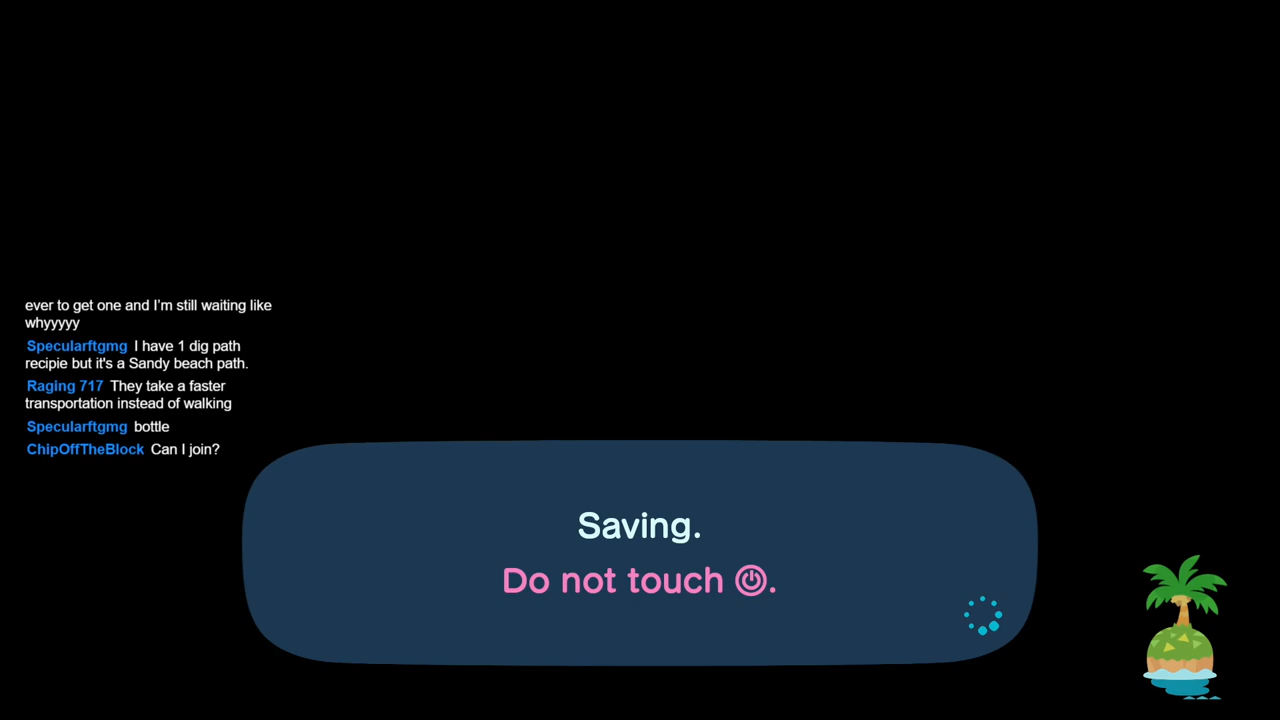 ever to get one and I'm still waiting like
whyyyyy
Specularftgmg I have 1 dig path
recipie but it's a Sandy beach path.
Raging 717 They take a faster
transportation instead of walking
Specularftgmg bottle
ChipOffTheBlock Can I join?
Saving.
Do not touch ⏻.